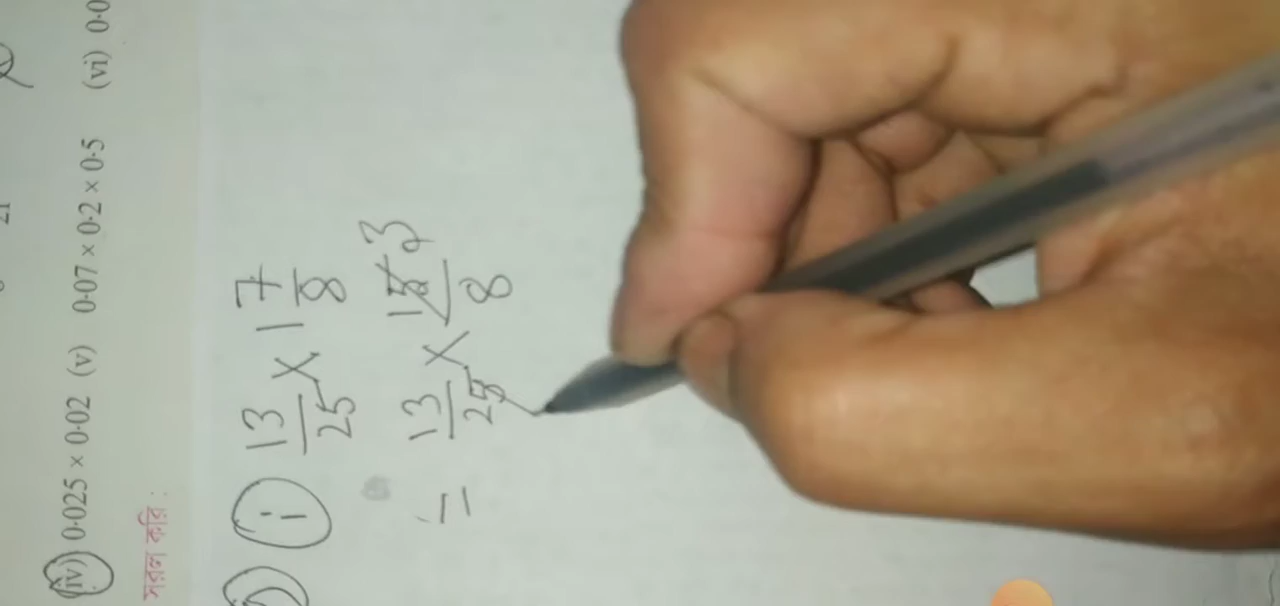 (iv) 0·025 × 0·02 (v) 0·07 × 0·2 × 0·5 (vi) 0·0
সরল করি :
(i) 13/25 × 1 7/8
= 13/25 × 15/8 3